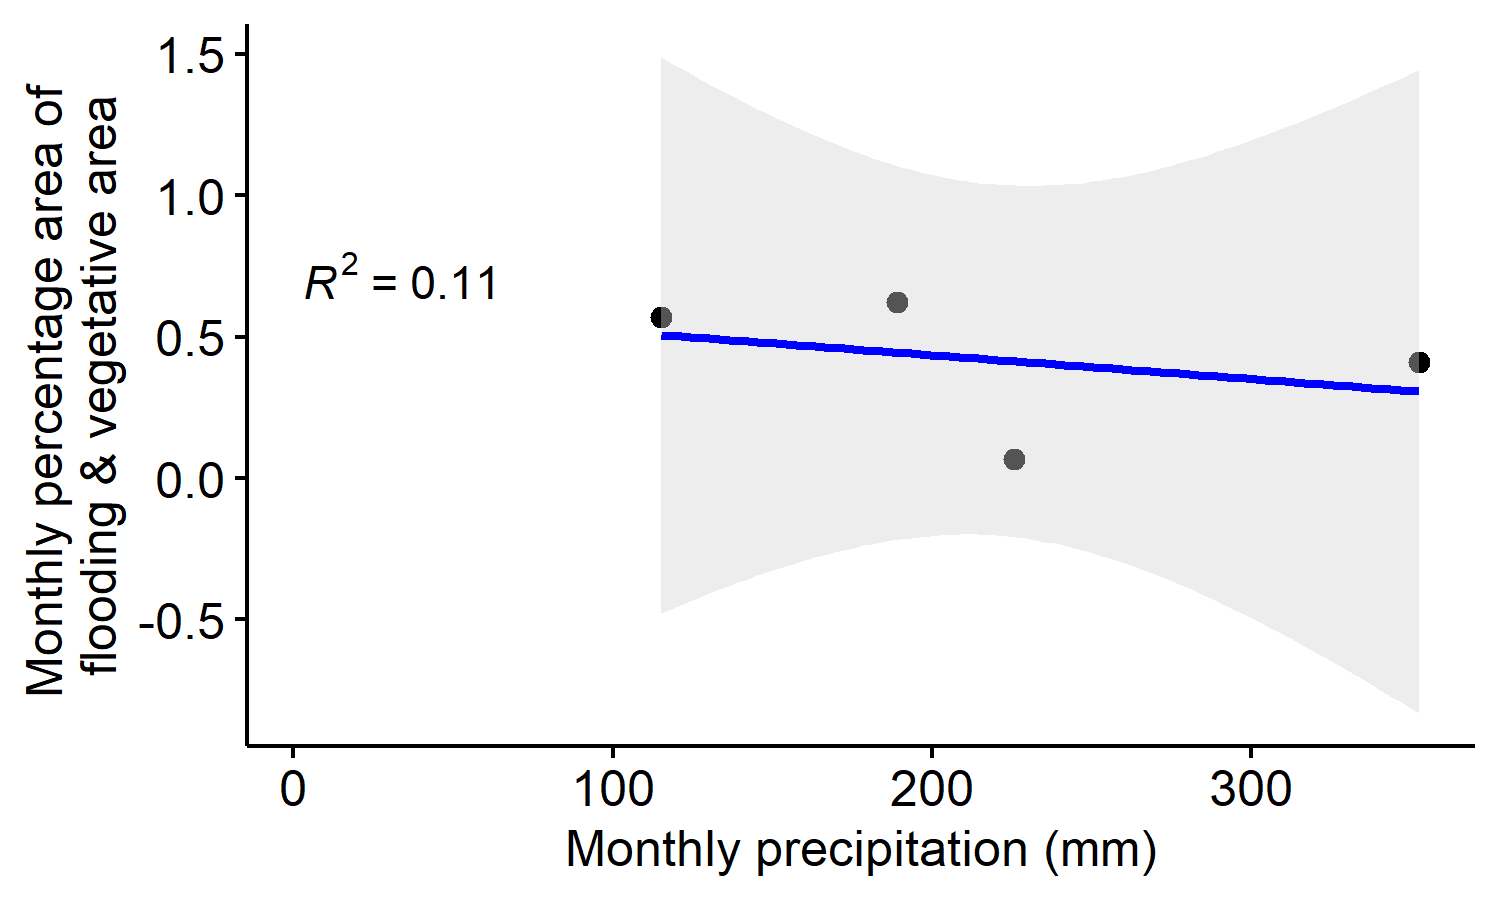 Monthly percentage area of
flooding & vegetative area
1.5
1.0
0.5
0.0
-0.5
R² = 0.11
0 100 200 300
Monthly precipitation (mm)